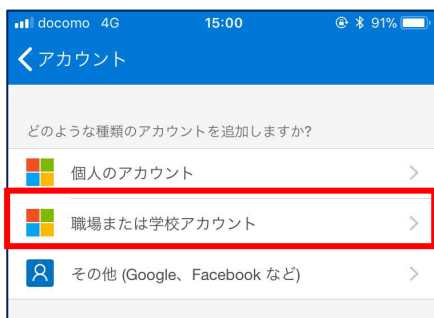 docomo 4G 15:00 91%
アカウント
どのような種類のアカウントを追加しますか?
個人のアカウント
職場または学校アカウント
その他 (Google、Facebook など)